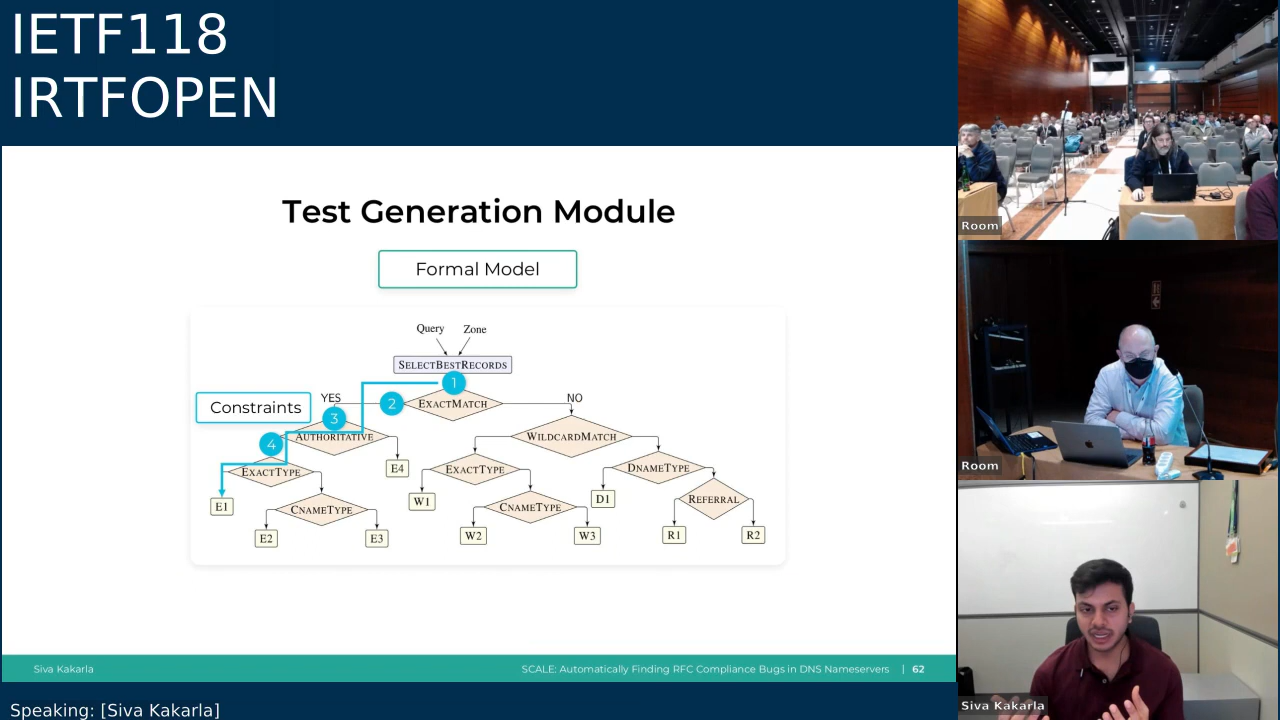 IETF118
IRTFOPEN
Test Generation Module
Formal Model
Query
Zone
SELECTBESTRECORDS
1
Constraints
YES
2
EXACTMATCH
NO
3
4
AUTHORITATIVE
WILDCARDMATCH
EXACTTYPE
E4
EXACTTYPE
DNAMETYPE
E1
CNAMETYPE
W1
CNAMETYPE
D1
REFERRAL
E2
E3
W2
W3
R1
R2
Siva Kakarla
SCALE: Automatically Finding RFC Compliance Bugs in DNS Nameservers | 62
Speaking: [Siva Kakarla]
Room
Room
Siva Kakarla